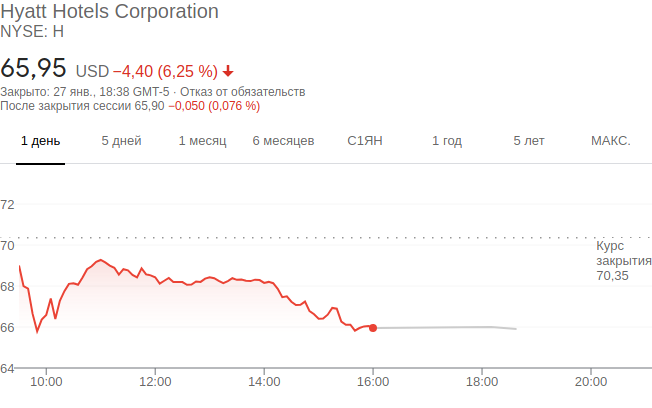 Hyatt Hotels Corporation
NYSE: H
65,95 USD −4,40 (6,25 %)
Закрыто: 27 янв., 18:38 GMT-5 · Отказ от обязательств
После закрытия сессии 65,90 −0,050 (0,076 %)
1 день 5 дней 1 месяц 6 месяцев С1ЯН 1 год 5 лет МАКС.
72
70
Курс
закрытия
70,35
68
66
64
10:00 12:00 14:00 16:00 18:00 20:00